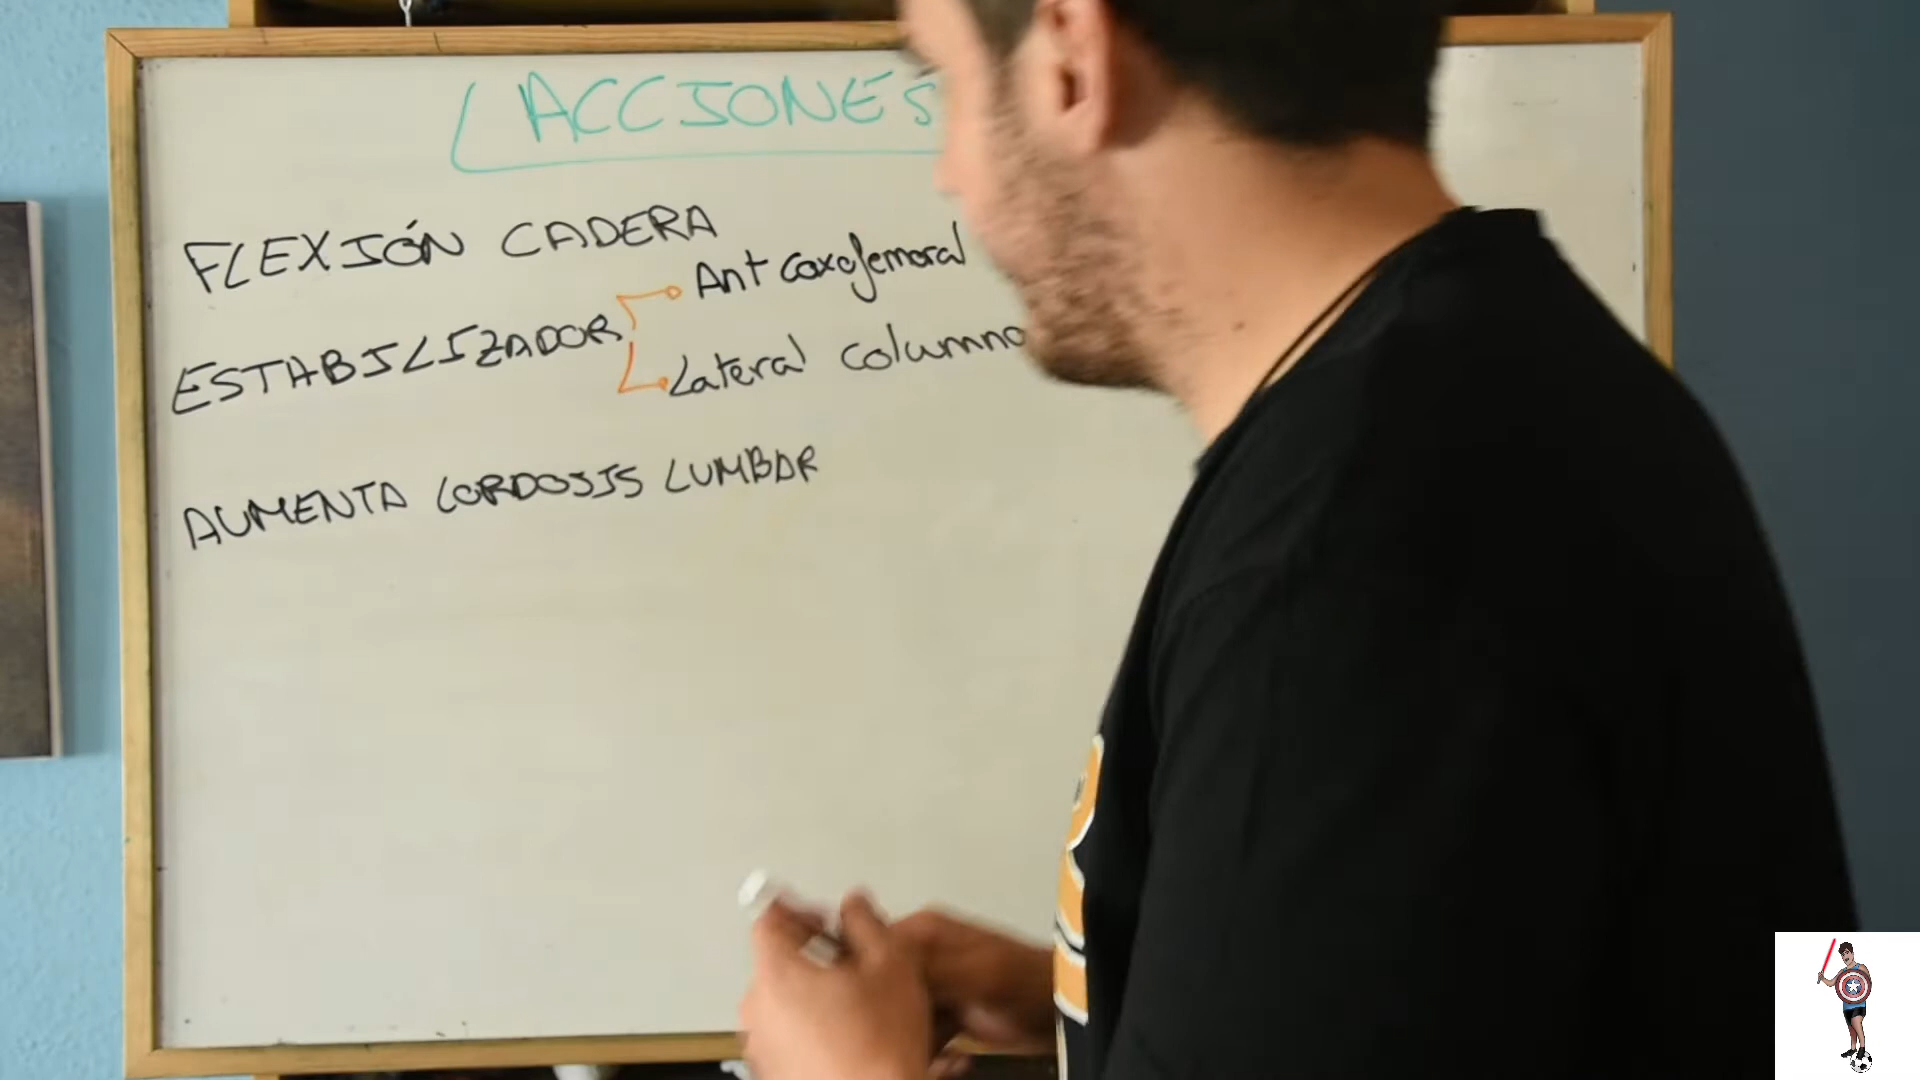 ACCIONES
FLEXIÓN CADERA
ESTABILIZADOR
Ant coxofemoral
Lateral columna
AUMENTA LORDOSIS LUMBAR